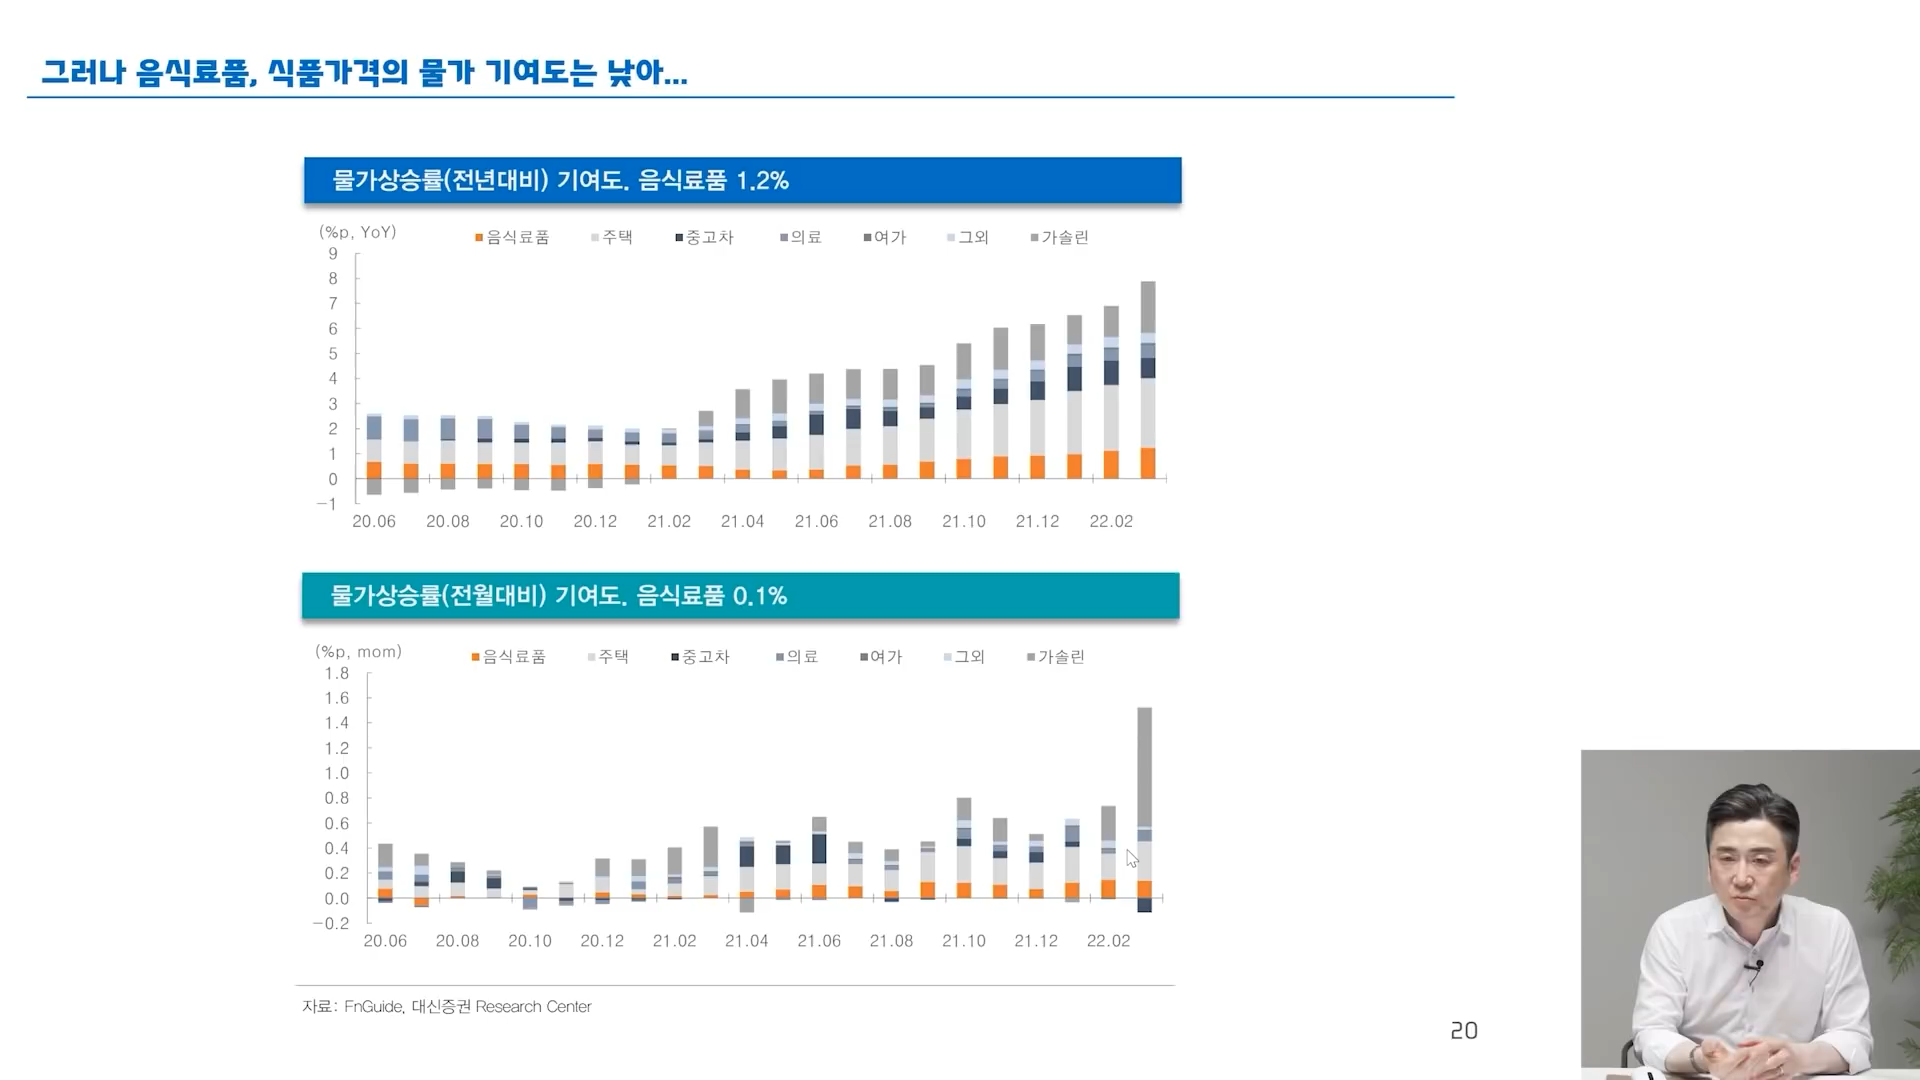 그러나 음식료품, 식품가격의 물가 기여도는 낮아...
물가상승률(전년대비) 기여도. 음식료품 1.2%
(%p, YoY)
음식료품 주택 중고차 의료 여가 그외 가솔린
9
8
7
6
5
4
3
2
1
0
−1
20.06 20.08 20.10 20.12 21.02 21.04 21.06 21.08 21.10 21.12 22.02
물가상승률(전월대비) 기여도. 음식료품 0.1%
(%p, mom)
음식료품 주택 중고차 의료 여가 그외 가솔린
1.8
1.6
1.4
1.2
1.0
0.8
0.6
0.4
0.2
0.0
−0.2
20.06 20.08 20.10 20.12 21.02 21.04 21.06 21.08 21.10 21.12 22.02
자료: FnGuide, 대신증권 Research Center
20